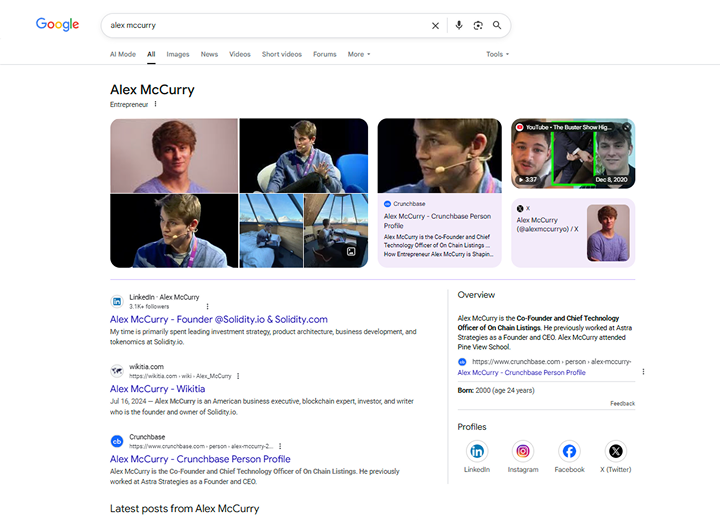 Google
alex mccurry
AI Mode
All
Images
News
Videos
Short videos
Forums
More
Tools
Alex McCurry
Entrepreneur
Crunchbase
Alex McCurry - Crunchbase Person
Profile
Alex McCurry is the Co-Founder and Chief
Technology Officer of On Chain Listings ...
How Entrepreneur Alex McCurry is Shapin...
YouTube • The Buster Show Hig...
3:37
Dec 8, 2020
X
Alex McCurry
(@alexmccurryo) / X
LinkedIn · Alex McCurry
3.1K+ followers
Alex McCurry - Founder @Solidity.io & Solidity.com
My time is primarily spent leading investment strategy, product architecture, business development, and
tokenomics at Solidity.io.
wikitia.com
https://wikitia.com › wiki › Alex_McCurry
Alex McCurry - Wikitia
Jul 16, 2024 — Alex McCurry is an American business executive, blockchain expert, investor, and writer
who is the founder and owner of Solidity.io.
Crunchbase
https://www.crunchbase.com › person › alex-mccurry-2...
Alex McCurry - Crunchbase Person Profile
Alex McCurry is the Co-Founder and Chief Technology Officer of On Chain Listings. He previously
worked at Astra Strategies as a Founder and CEO.
Latest posts from Alex McCurry
Overview
Alex McCurry is the Co-Founder and Chief Technology
Officer of On Chain Listings. He previously worked at Astra
Strategies as a Founder and CEO. Alex McCurry attended
Pine View School.
https://www.crunchbase.com › person › alex-mccurry-
Alex McCurry - Crunchbase Person Profile
Born: 2000 (age 24 years)
Feedback
Profiles
LinkedIn
Instagram
Facebook
X (Twitter)